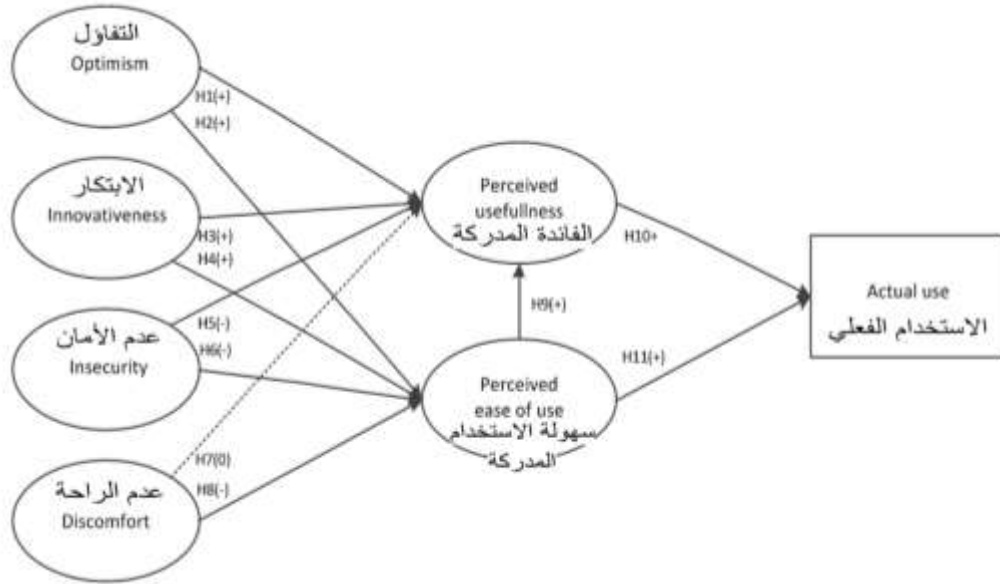 التفاؤل
Optimism
H1(+)
H2(+)
الابتكار
Innovativeness
H3(+)
H4(+)
عدم الأمان
Insecurity
H5(-)
H6(-)
عدم الراحة
Discomfort
H7(0)
H8(-)
Perceived
usefullness
الفائدة المدركة
H9(+)
Perceived
ease of use
سهولة الاستخدام
المدركة
H10+
H11(+)
Actual use
الاستخدام الفعلي